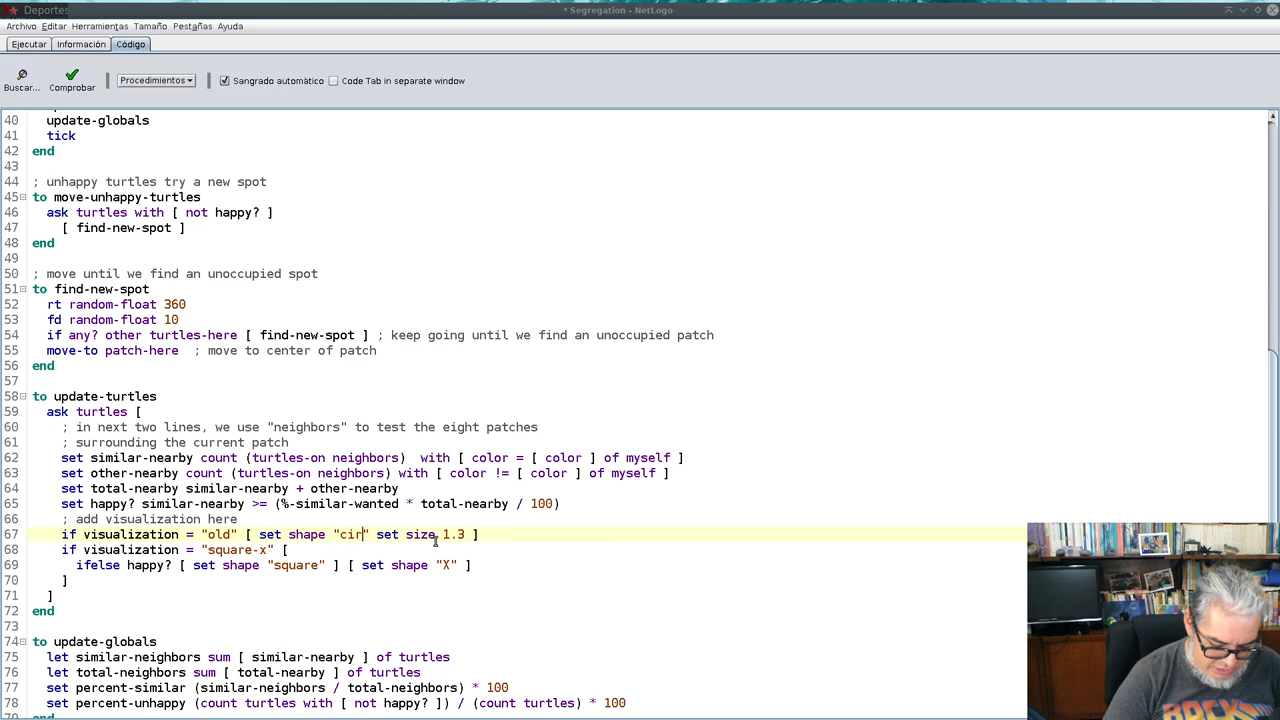 Deportes
* Segregation - NetLogo
Archivo Editar Herramientas Tamaño Pestañas Ayuda
Ejecutar Información Código
Buscar... Comprobar Procedimientos Sangrado automático Code Tab in separate window
40 update-globals
41 tick
42 end
43
44 ; unhappy turtles try a new spot
45 to move-unhappy-turtles
46 ask turtles with [ not happy? ]
47 [ find-new-spot ]
48 end
49
50 ; move until we find an unoccupied spot
51 to find-new-spot
52 rt random-float 360
53 fd random-float 10
54 if any? other turtles-here [ find-new-spot ] ; keep going until we find an unoccupied patch
55 move-to patch-here  ; move to center of patch
56 end
57
58 to update-turtles
59 ask turtles [
60 ; in next two lines, we use "neighbors" to test the eight patches
61 ; surrounding the current patch
62 set similar-nearby count (turtles-on neighbors)  with [ color = [ color ] of myself ]
63 set other-nearby count (turtles-on neighbors) with [ color != [ color ] of myself ]
64 set total-nearby similar-nearby + other-nearby
65 set happy? similar-nearby >= (%-similar-wanted * total-nearby / 100)
66 ; add visualization here
67 if visualization = "old" [ set shape "cir" set size 1.3 ]
68 if visualization = "square-x" [
69 ifelse happy? [ set shape "square" ] [ set shape "X" ]
70 ]
71 ]
72 end
73
74 to update-globals
75 let similar-neighbors sum [ similar-nearby ] of turtles
76 let total-neighbors sum [ total-nearby ] of turtles
77 set percent-similar (similar-neighbors / total-neighbors) * 100
78 set percent-unhappy (count turtles with [ not happy? ]) / (count turtles) * 100
79 end